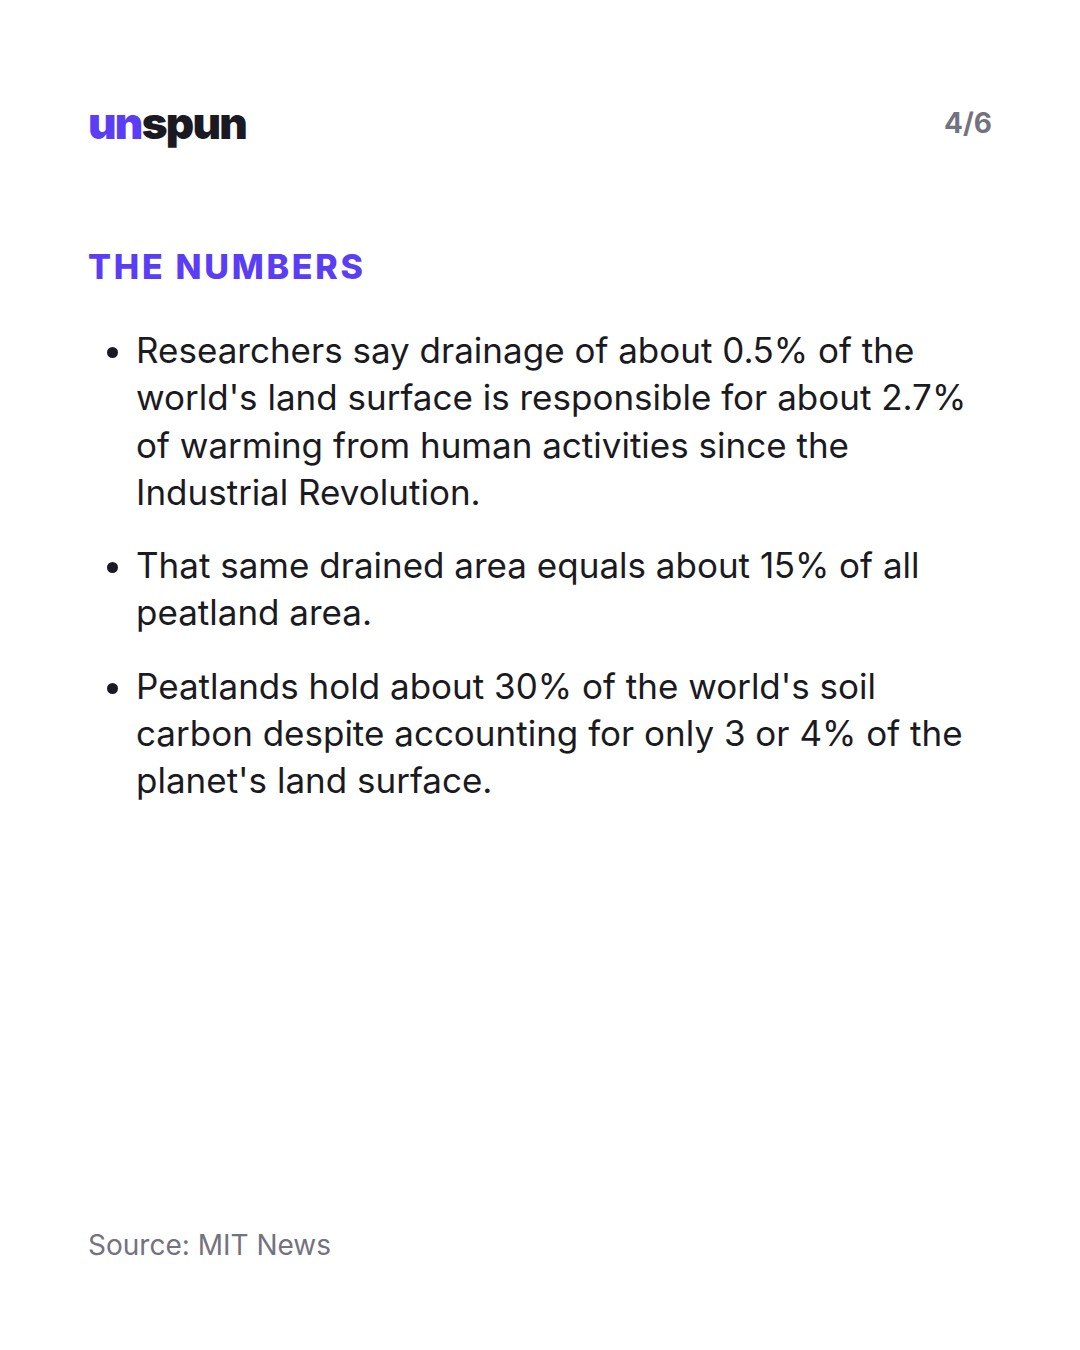 unspun
4/6
THE NUMBERS
• Researchers say drainage of about 0.5% of the
world's land surface is responsible for about 2.7%
of warming from human activities since the
Industrial Revolution.
• That same drained area equals about 15% of all
peatland area.
• Peatlands hold about 30% of the world's soil
carbon despite accounting for only 3 or 4% of the
planet's land surface.
Source: MIT News